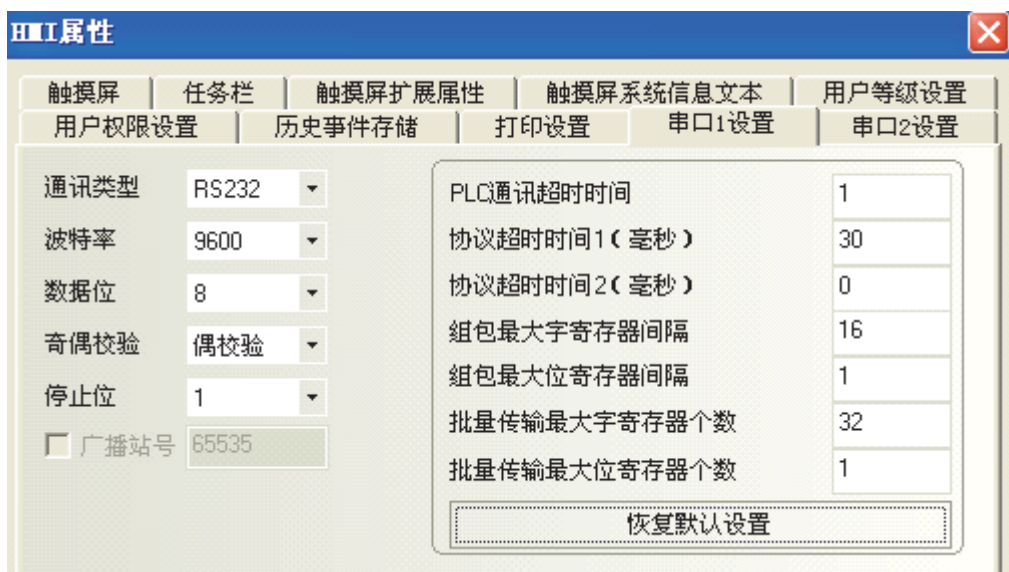 HMI属性
触摸屏 任务栏 触摸屏扩展属性 触摸屏系统信息文本 用户等级设置
用户权限设置 历史事件存储 打印设置 串口1设置 串口2设置
通讯类型 RS232
波特率 9600
数据位 8
奇偶校验 偶校验
停止位 1
广播站号 65535
PLC通讯超时时间 1
协议超时时间1(毫秒) 30
协议超时时间2(毫秒) 0
组包最大字寄存器间隔 16
组包最大位寄存器间隔 1
批量传输最大字寄存器个数 32
批量传输最大位寄存器个数 1
恢复默认设置